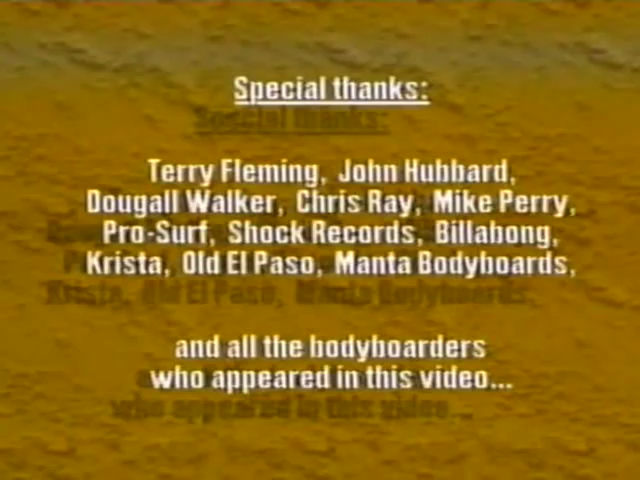 Special thanks:
Terry Fleming, John Hubbard,
Dougall Walker, Chris Ray, Mike Perry,
Pro-Surf, Shock Records, Billabong,
Krista, Old El Paso, Manta Bodyboards,
and all the bodyboarders
who appeared in this video...